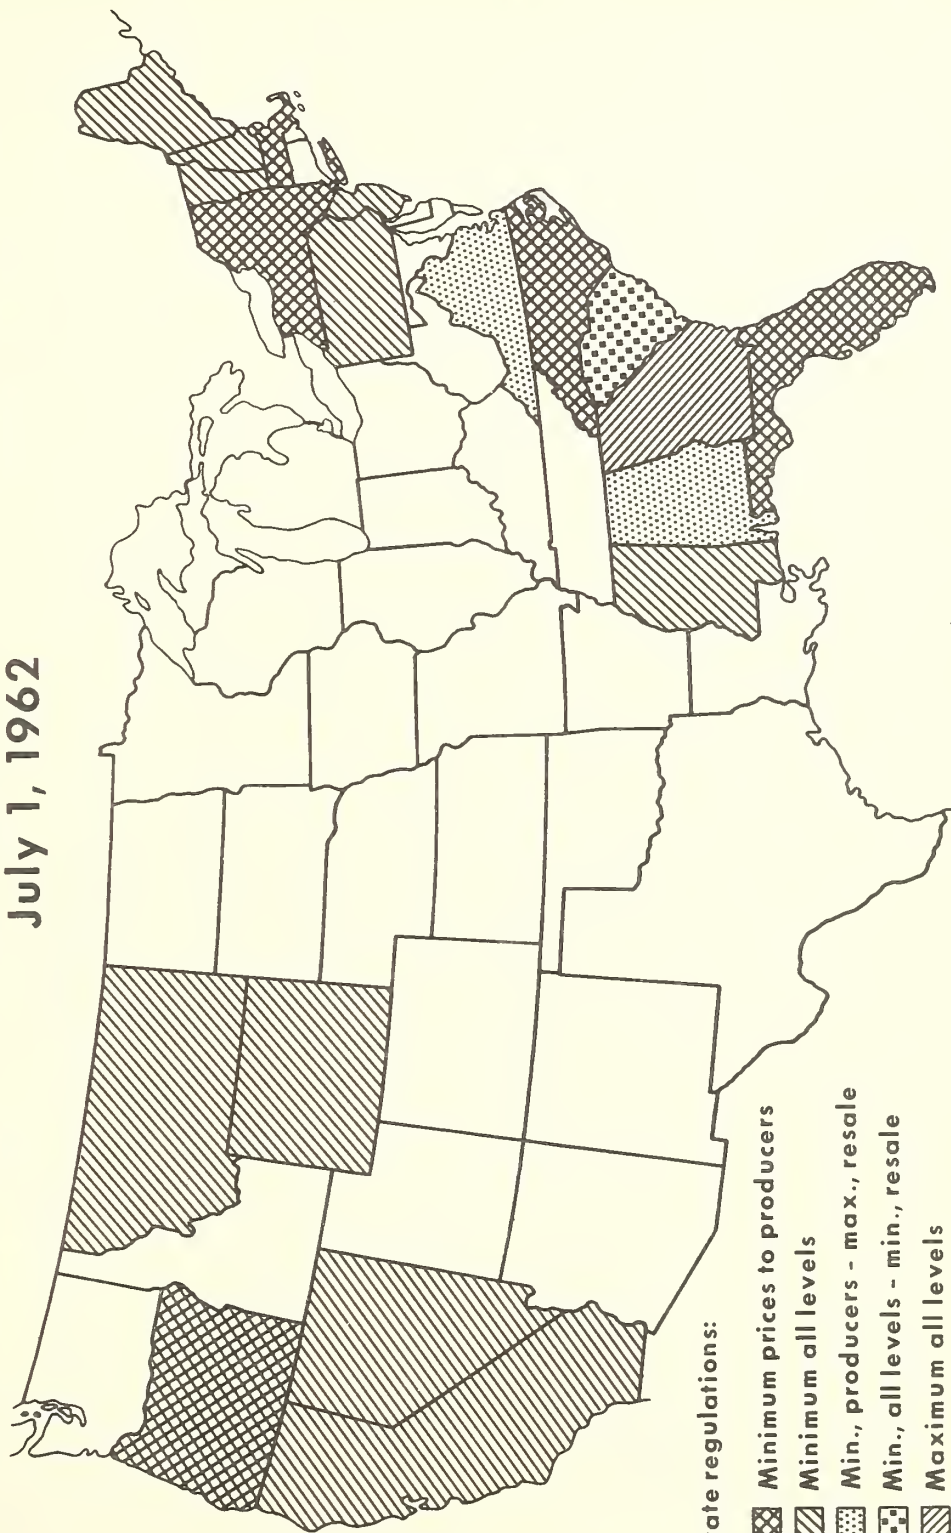 July 1, 1962
ate regulations:
Minimum prices to producers
Minimum all levels
Min., producers - max., resale
Min., all levels - min., resale
Maximum all levels